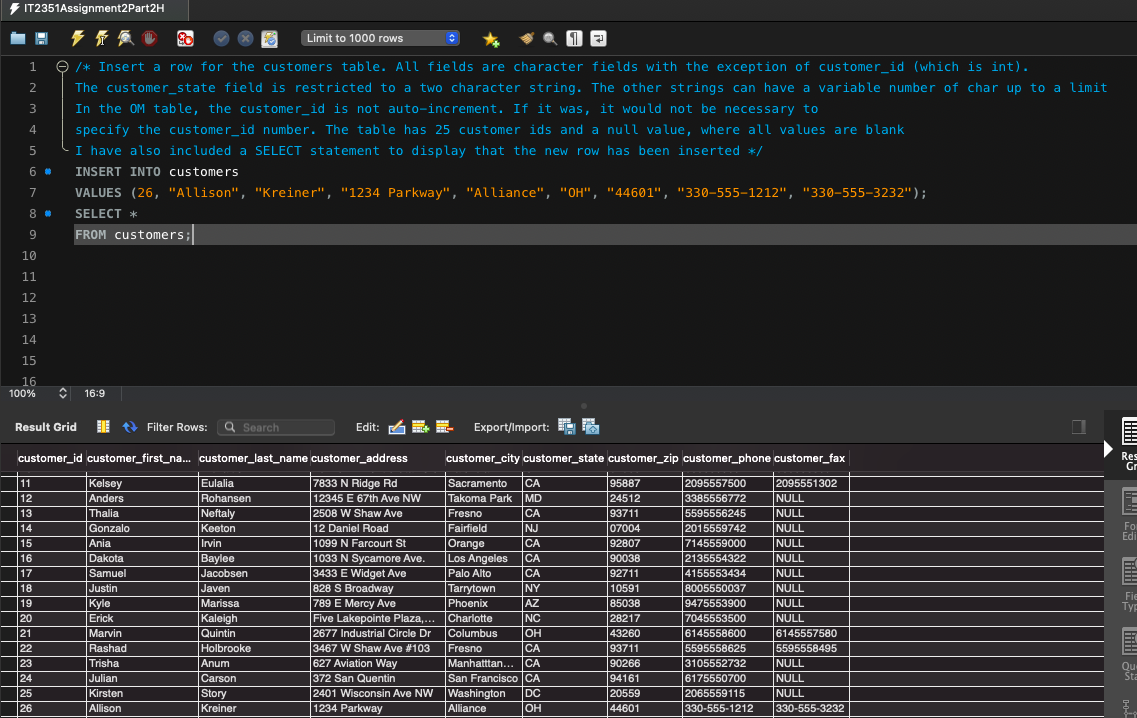 IT2351Assignment2Part2H
Limit to 1000 rows
1 /* Insert a row for the customers table. All fields are character fields with the exception of customer_id (which is int).
2 The customer_state field is restricted to a two character string. The other strings can have a variable number of char up to a limit
3 In the OM table, the customer_id is not auto-increment. If it was, it would not be necessary to
4 specify the customer_id number. The table has 25 customer ids and a null value, where all values are blank
5 I have also included a SELECT statement to display that the new row has been inserted */
6 INSERT INTO customers
7 VALUES (26, "Allison", "Kreiner", "1234 Parkway", "Alliance", "OH", "44601", "330-555-1212", "330-555-3232");
8 SELECT *
9 FROM customers;
10
11
12
13
14
15
16
100% 16:9
Result Grid Filter Rows: Search Edit: Export/Import:
customer_id customer_first_na... customer_last_name customer_address customer_city customer_state customer_zip customer_phone customer_fax
11 Kelsey Eulalia 7833 N Ridge Rd Sacramento CA 95887 2095557500 2095551302
12 Anders Rohansen 12345 E 67th Ave NW Takoma Park MD 24512 3385556772 NULL
13 Thalia Neftaly 2508 W Shaw Ave Fresno CA 93711 5595556245 NULL
14 Gonzalo Keeton 12 Daniel Road Fairfield NJ 07004 2015559742 NULL
15 Ania Irvin 1099 N Farcourt St Orange CA 92807 7145559000 NULL
16 Dakota Baylee 1033 N Sycamore Ave. Los Angeles CA 90038 2135554322 NULL
17 Samuel Jacobsen 3433 E Widget Ave Palo Alto CA 92711 4155553434 NULL
18 Justin Javen 828 S Broadway Tarrytown NY 10591 8005550037 NULL
19 Kyle Marissa 789 E Mercy Ave Phoenix AZ 85038 9475553900 NULL
20 Erick Kaleigh Five Lakepointe Plaza,... Charlotte NC 28217 7045553500 NULL
21 Marvin Quintin 2677 Industrial Circle Dr Columbus OH 43260 6145558600 6145557580
22 Rashad Holbrooke 3467 W Shaw Ave #103 Fresno CA 93711 5595558625 5595558495
23 Trisha Anum 627 Aviation Way Manhatttan... CA 90266 3105552732 NULL
24 Julian Carson 372 San Quentin San Francisco CA 94161 6175550700 NULL
25 Kirsten Story 2401 Wisconsin Ave NW Washington DC 20559 2065559115 NULL
26 Allison Kreiner 1234 Parkway Alliance OH 44601 330-555-1212 330-555-3232